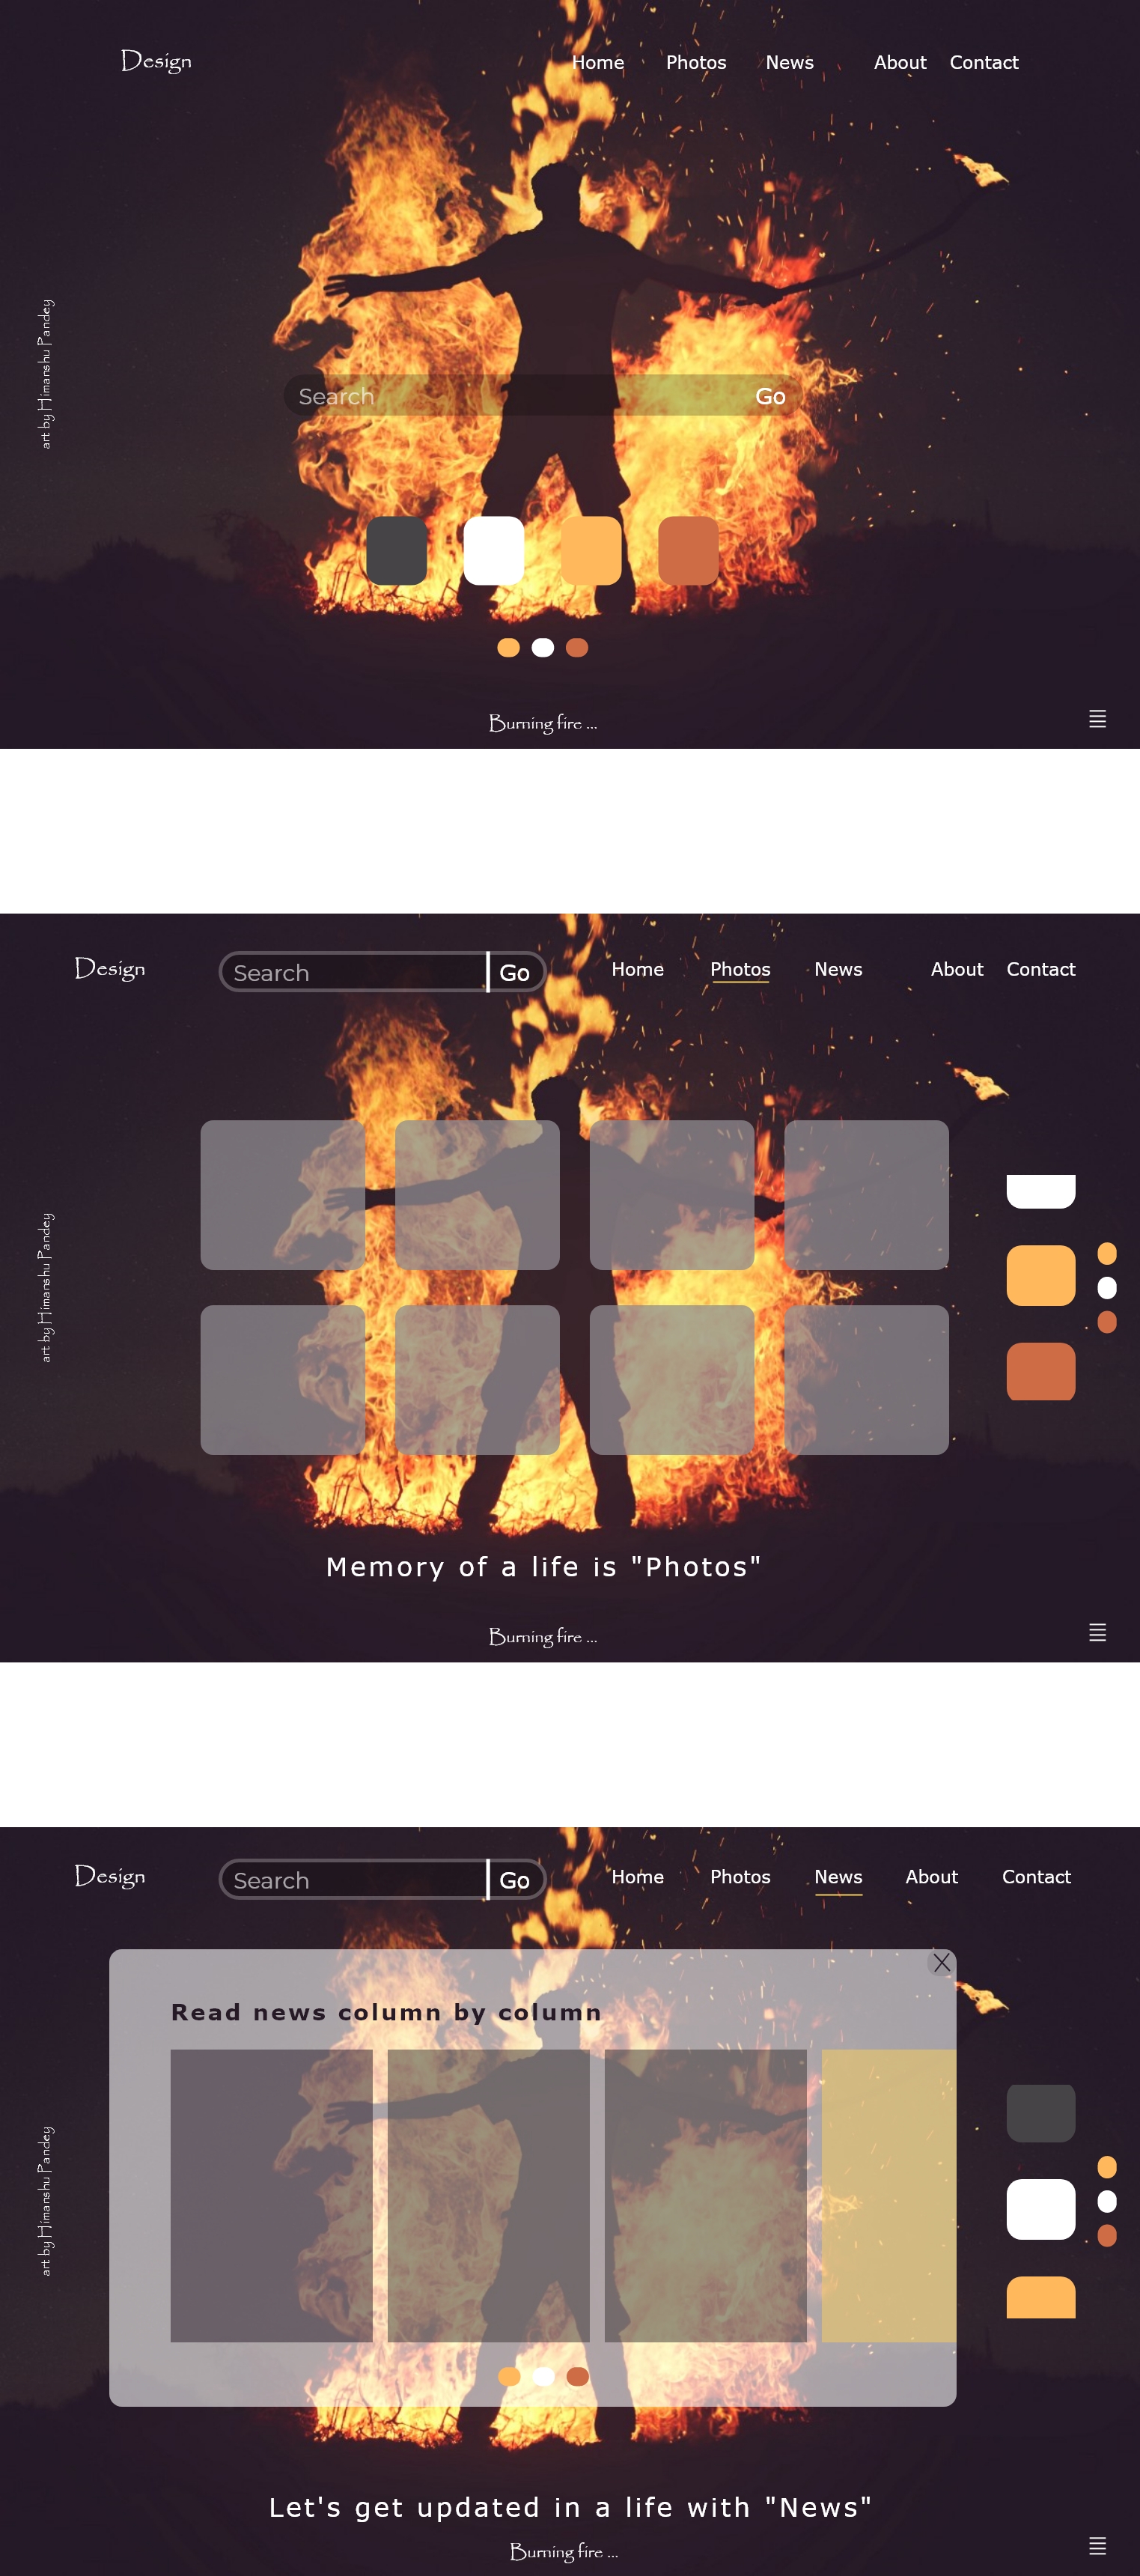 Design Home Photos News About Contact
art by Himanshu Pandey
Search Go
Burning fire ...
Design Search Go Home Photos News About Contact
art by Himanshu Pandey
Memory of a life is "Photos"
Burning fire ...
Design Search Go Home Photos News About Contact
X
Read news column by column
art by Himanshu Pandey
Let's get updated in a life with "News"
Burning fire ...